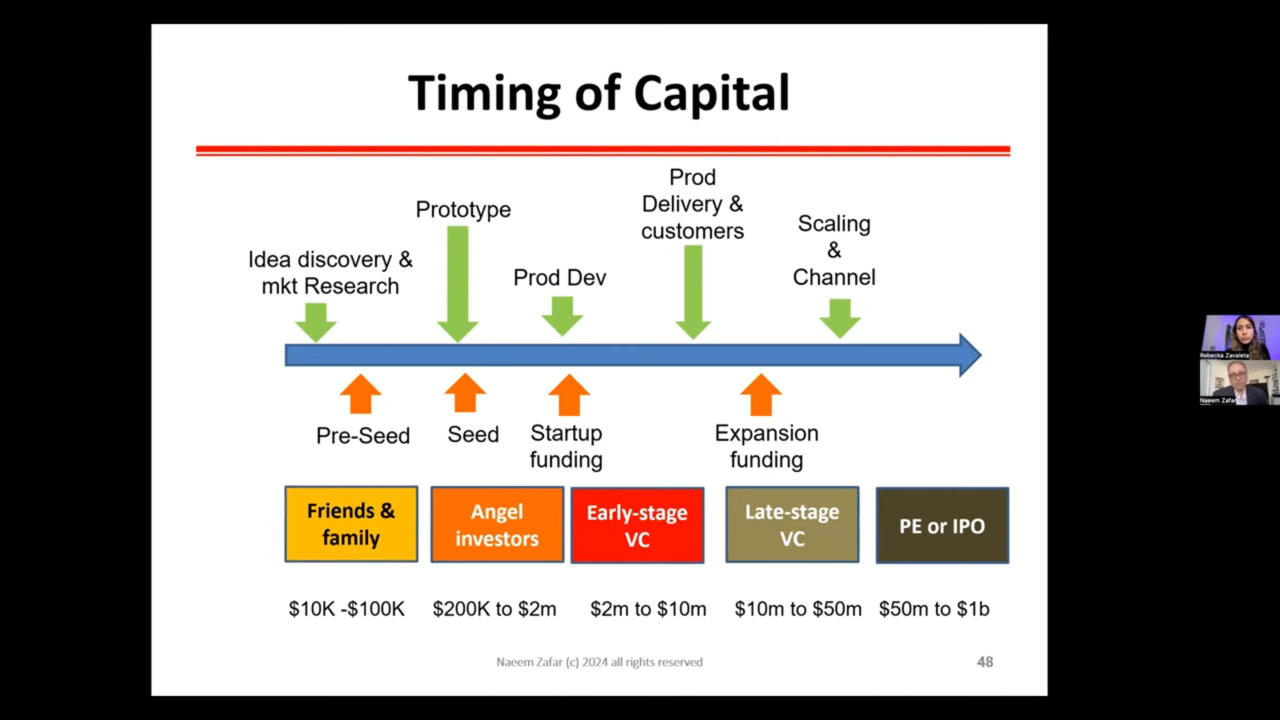 Timing of Capital
Idea discovery &
mkt Research
Prototype
Prod Dev
Prod
Delivery &
customers
Scaling
&
Channel
Pre-Seed
Seed
Startup
funding
Expansion
funding
Friends &
family
Angel
investors
Early-stage
VC
Late-stage
VC
PE or IPO
$10K -$100K
$200K to $2m
$2m to $10m
$10m to $50m
$50m to $1b
Naeem Zafar (c) 2024 all rights reserved
48
Rebecka Zavaleta
Naeem Zafar